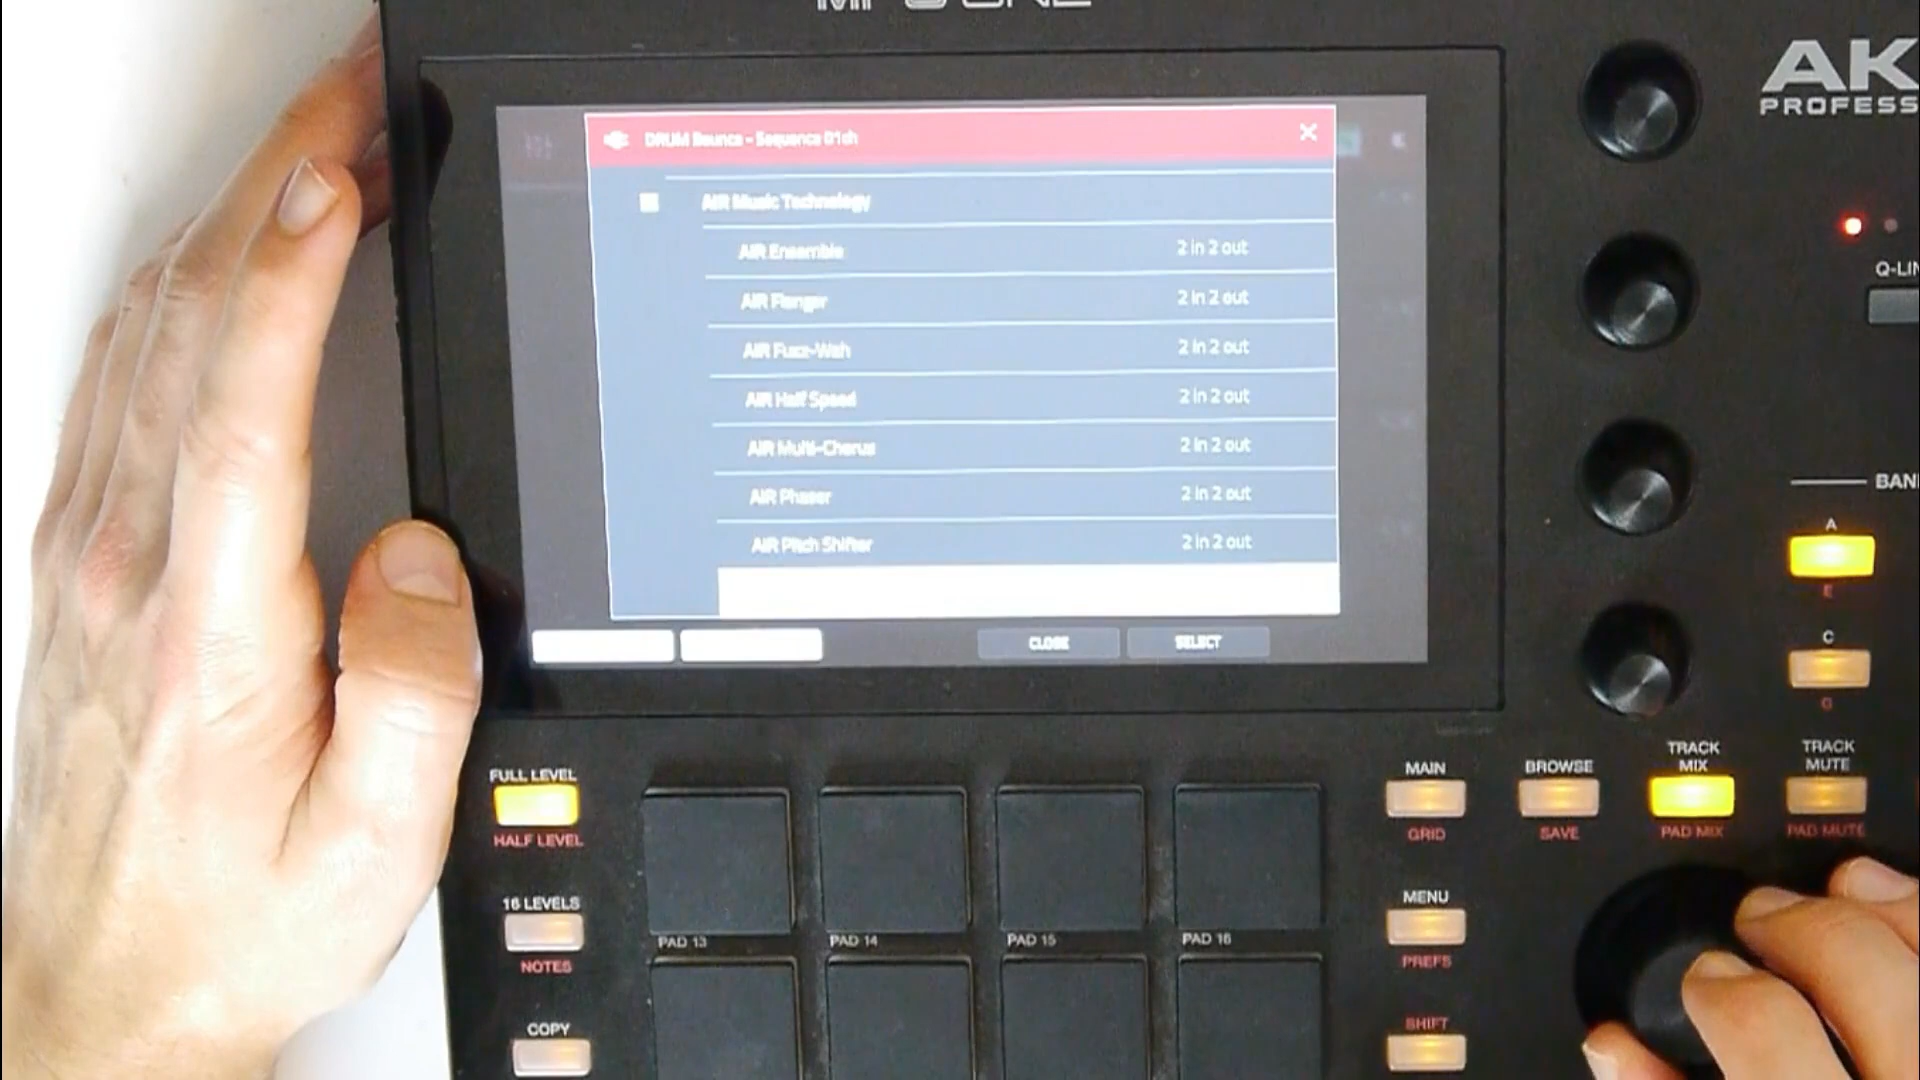 MPC ONE
AK
PROFESS
DRUM Bounce - Sequence 01ch
AIR Music Technology
AIR Ensemble 2 in 2 out
AIR Flanger 2 in 2 out
AIR Fuzz-Wah 2 in 2 out
AIR Half Speed 2 in 2 out
AIR Multi-Chorus 2 in 2 out
AIR Phaser 2 in 2 out
AIR Pitch Shifter 2 in 2 out
CLOSE SELECT
Q-LIN
BAN
A
E
C
G
FULL LEVEL
HALF LEVEL
16 LEVELS
NOTES
COPY
PAD 13 PAD 14 PAD 15 PAD 16
MAIN
GRID
BROWSE
SAVE
TRACK
MIX
PAD MIX
TRACK
MUTE
PAD MUTE
MENU
PREFS
SHIFT